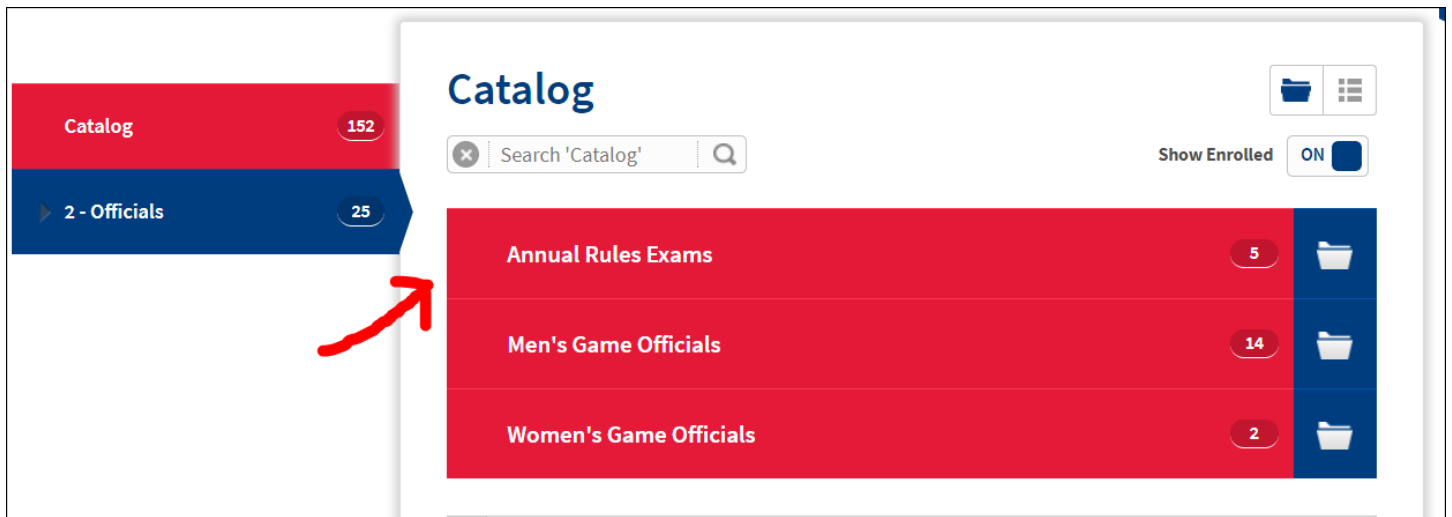 Catalog 152
2 - Officials 25
Catalog
Search 'Catalog'
Show Enrolled ON
Annual Rules Exams 5
Men's Game Officials 14
Women's Game Officials 2